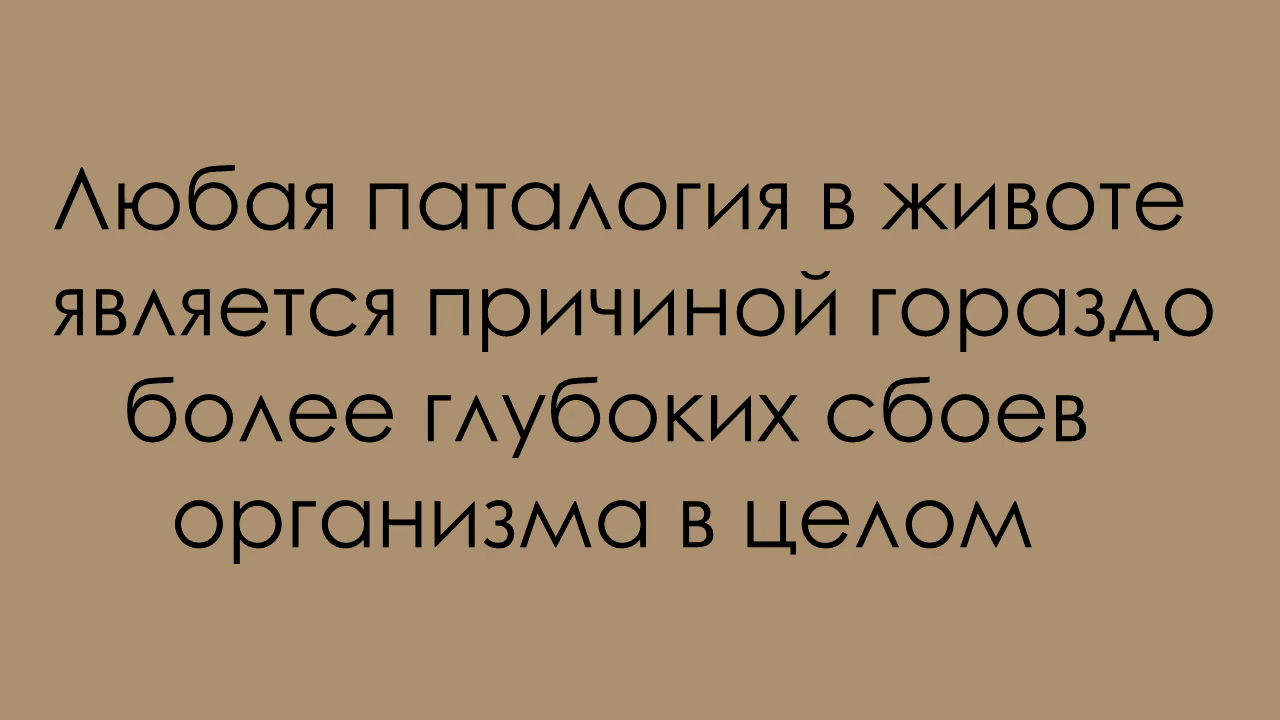 Любая паталогия в животе
является причиной гораздо
более глубоких сбоев
организма в целом